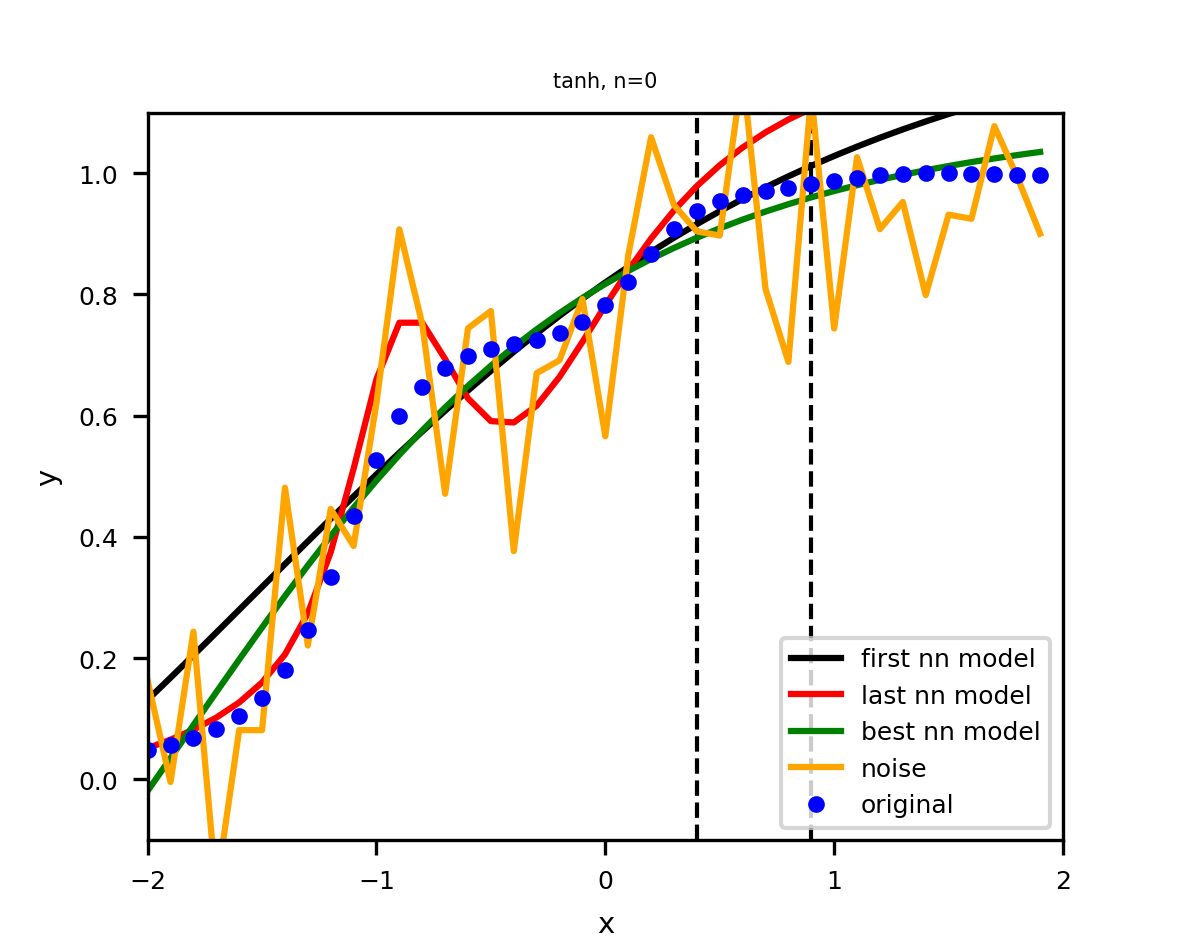 tanh, n=0
y
1.0
0.8
0.6
0.4
0.2
0.0
first nn model
last nn model
best nn model
noise
original
−2
−1
0
1
2
x